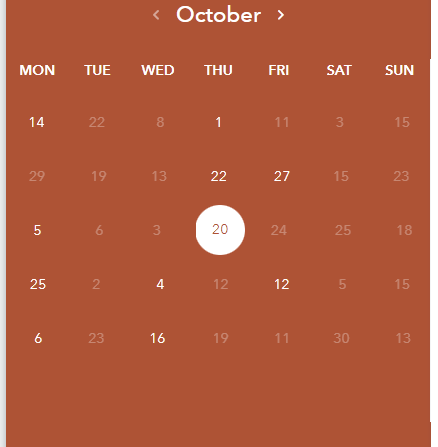 ‹ October ›
MON TUE WED THU FRI SAT SUN
14 22 8 1 11 3 15
29 19 13 22 27 15 23
5 6 3 20 24 25 18
25 2 4 12 12 5 15
6 23 16 19 11 30 13